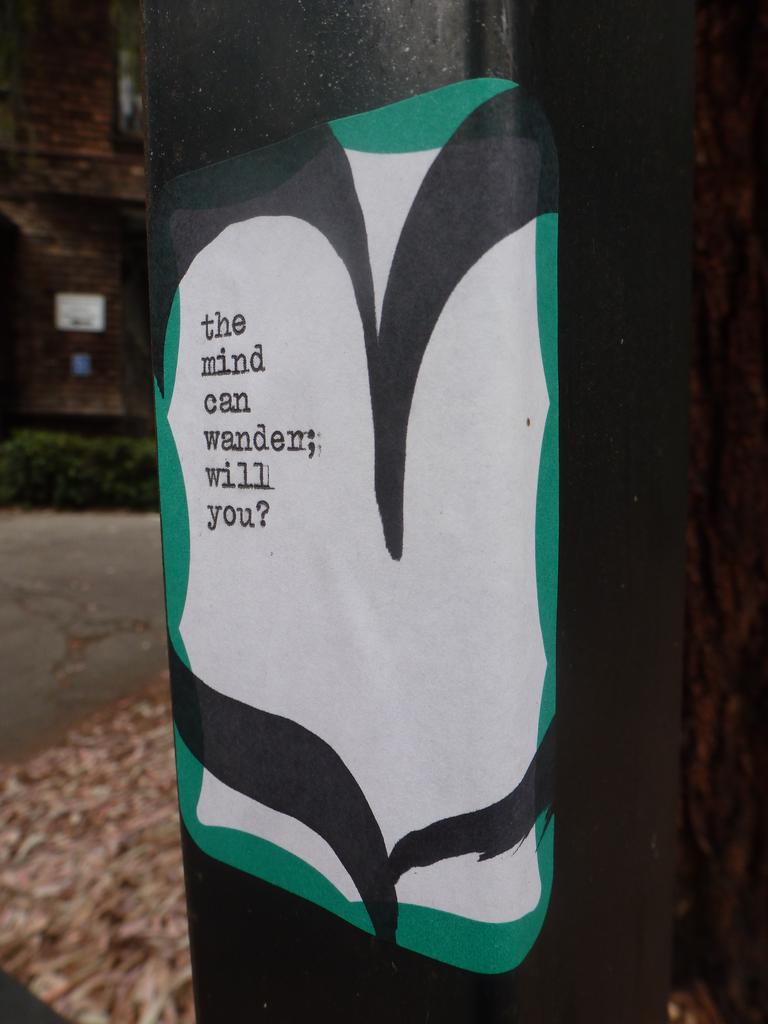 the
mind
can
wander;
will
you?